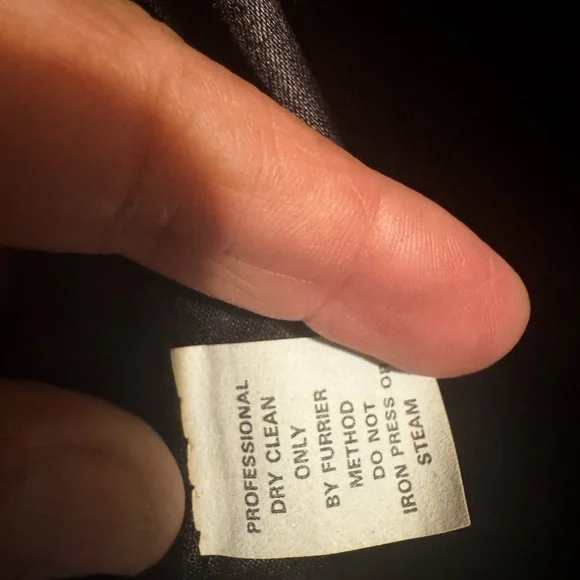 PROFESSIONAL
DRY CLEAN
ONLY
BY FURRIER
METHOD
DO NOT
IRON PRESS OR
STEAM